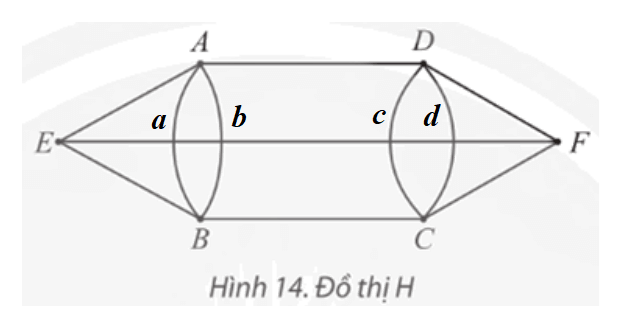 A D
a b c d
E F
B C
Hình 14. Đồ thị H